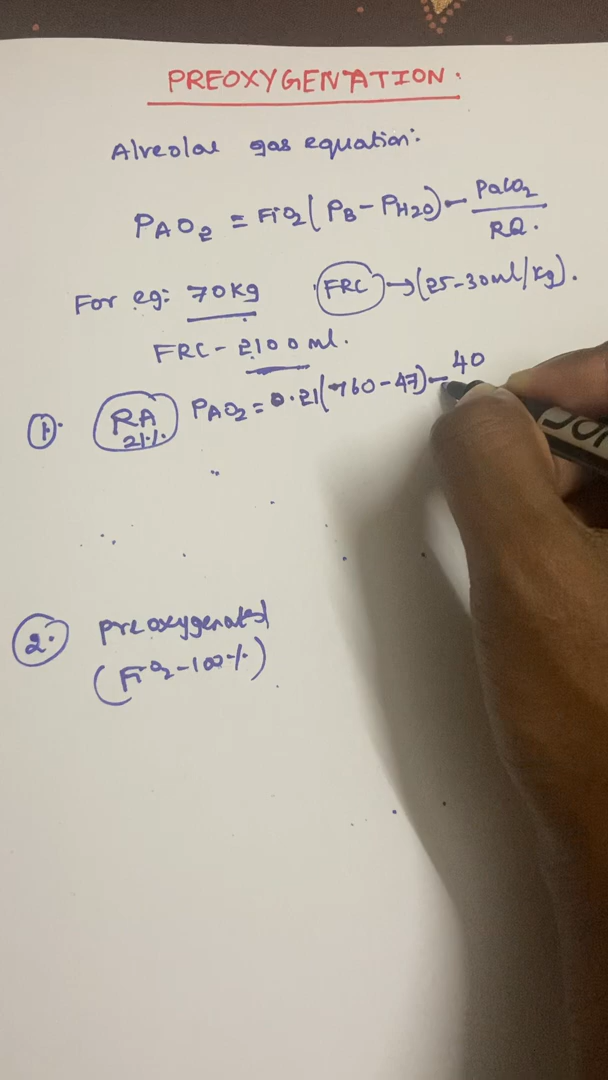 PREOXYGENATION.
Alveolar gas equation:
PAO2 = FiO2 (PB - PH2O) - PaCO2 / RQ.
For eg: 70kg FRC → (25-30ml/kg).
FRC - 2100 ml.
1. RA 21% PAO2 = 0.21 (760 - 47) - 40
2. preoxygenated
(FiO2 - 100%)